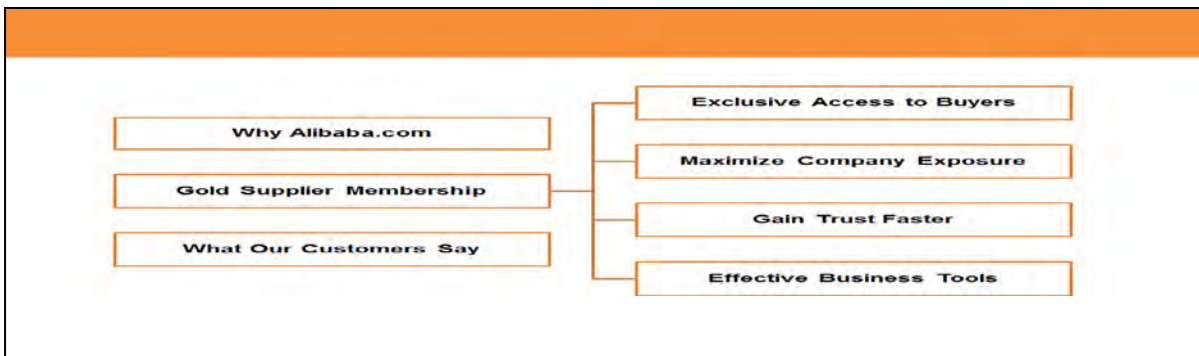 Why Alibaba.com
Gold Supplier Membership
What Our Customers Say
Exclusive Access to Buyers
Maximize Company Exposure
Gain Trust Faster
Effective Business Tools